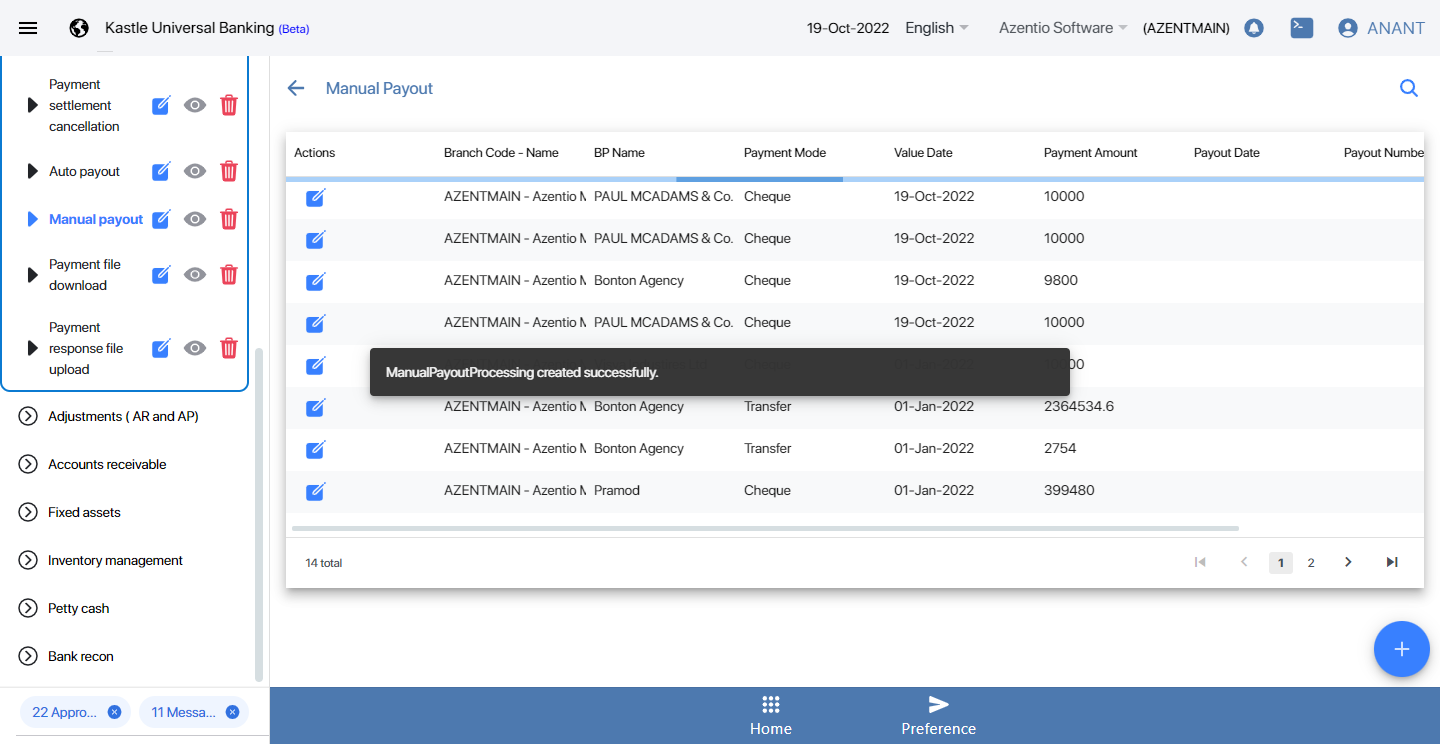 Kastle Universal Banking (Beta)
19-Oct-2022 English Azentio Software (AZENTMAIN) ANANT
Payment
settlement
cancellation
Auto payout
Manual payout
Payment file
download
Payment
response file
upload
Adjustments ( AR and AP)
Accounts receivable
Fixed assets
Inventory management
Petty cash
Bank recon
22 Appro... 11 Messa...
Manual Payout
Actions Branch Code - Name BP Name Payment Mode Value Date Payment Amount Payout Date Payout Numbe
AZENTMAIN - Azentio M PAUL MCADAMS & Co. Cheque 19-Oct-2022 10000
AZENTMAIN - Azentio M PAUL MCADAMS & Co. Cheque 19-Oct-2022 10000
AZENTMAIN - Azentio M Bonton Agency Cheque 19-Oct-2022 9800
AZENTMAIN - Azentio M PAUL MCADAMS & Co. Cheque 19-Oct-2022 10000
ManualPayoutProcessing created successfully.
AZENTMAIN - Azentio M Bonton Agency Transfer 01-Jan-2022 2364534.6
AZENTMAIN - Azentio M Bonton Agency Transfer 01-Jan-2022 2754
AZENTMAIN - Azentio M Pramod Cheque 01-Jan-2022 399480
14 total 1 2
Home Preference